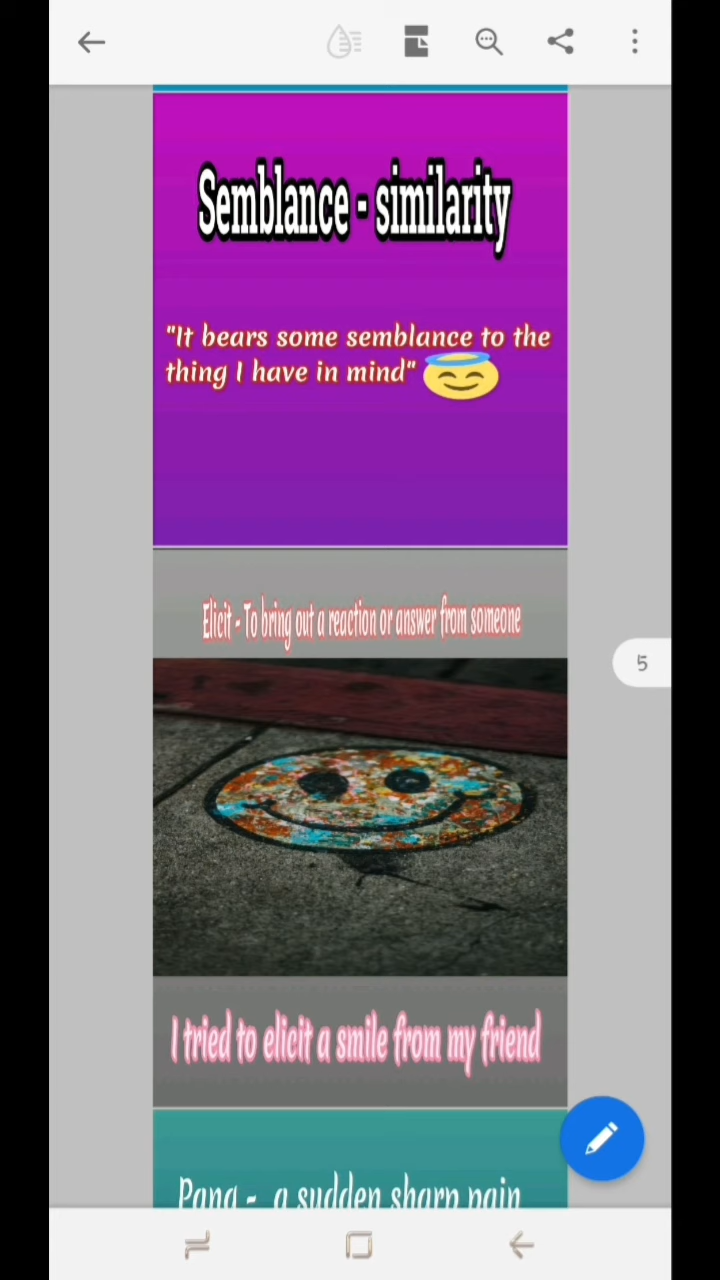 Semblance - similarity
"It bears some semblance to the
thing I have in mind"
Elicit - To bring out a reaction or answer from someone
5
I tried to elicit a smile from my friend
Pang - a sudden sharp pain